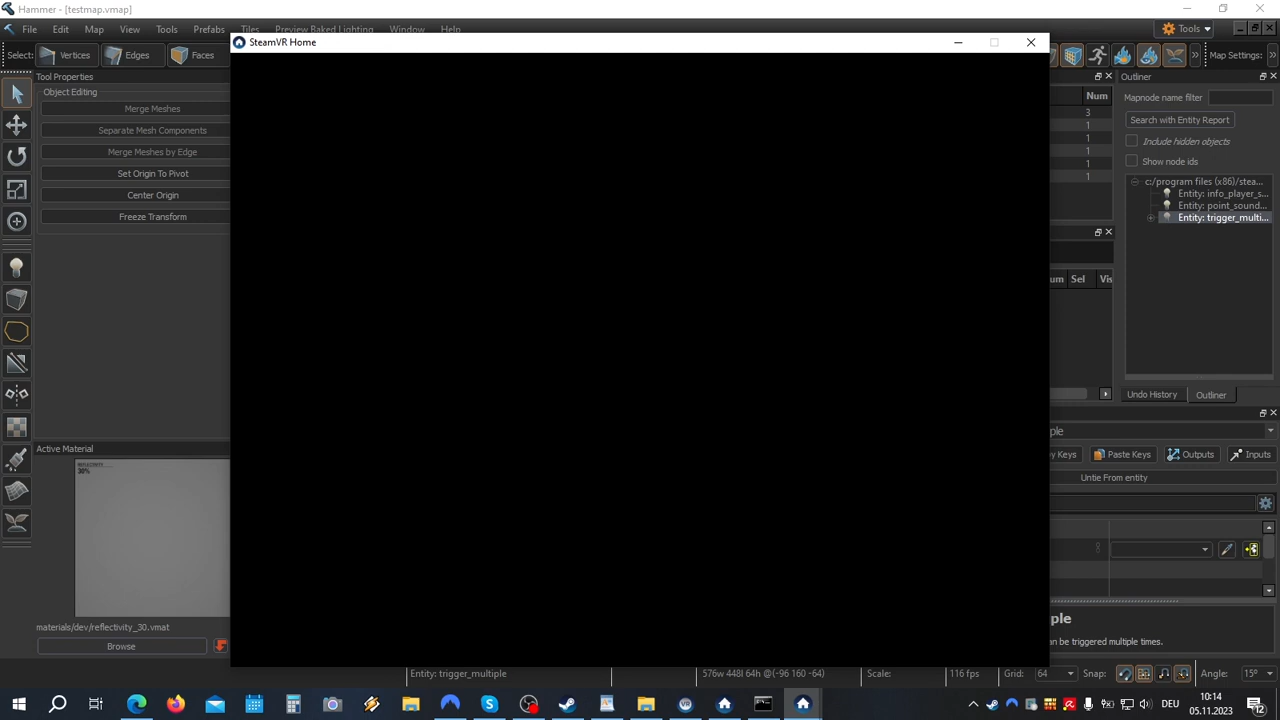 Hammer - [testmap.vmap]
File Edit Map View Tools Prefabs Tiles Preview Baked Lighting Window Help
Tools
SteamVR Home
Select: Vertices Edges Faces
Map Settings:
Tool Properties
Object Editing
Merge Meshes
Separate Mesh Components
Merge Meshes by Edge
Set Origin To Pivot
Center Origin
Freeze Transform
Active Material
REFLECTIVITY
30%
materials/dev/reflectivity_30.vmat
Browse
Num
3
1
1
1
1
1
um Sel Vis
Outliner
Mapnode name filter
Search with Entity Report
Include hidden objects
Show node ids
c:/program files (x86)/stea...
Entity: info_player_s...
Entity: point_sound...
Entity: trigger_multi...
Undo History Outliner
ple
y Keys Paste Keys Outputs Inputs
Untie From entity
ple
can be triggered multiple times.
Entity: trigger_multiple
576w 448l 64h @(-96 160 -64)
Scale:
116 fps
Grid: 64
Snap:
Angle: 15°
DEU
10:14
05.11.2023
12